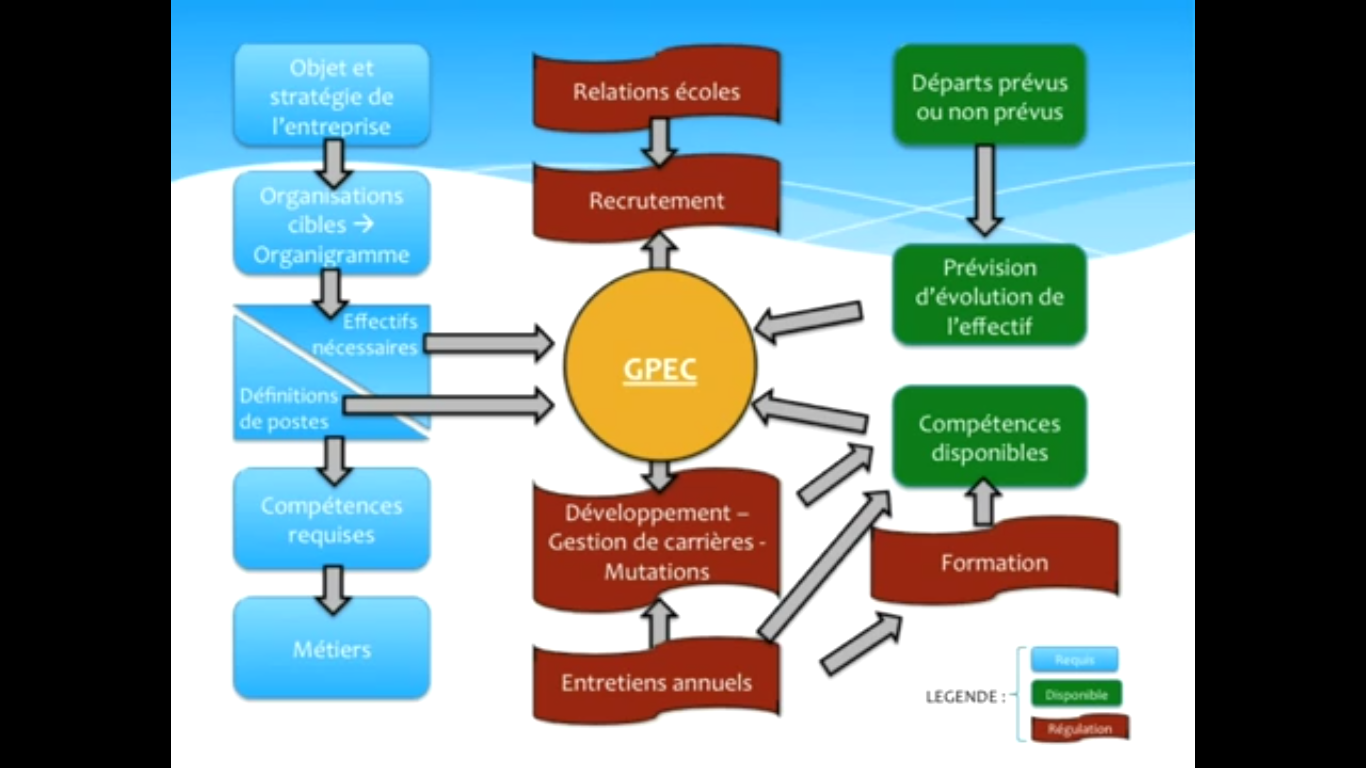 Objet et
stratégie de
l'entreprise
Organisations
cibles →
Organigramme
Effectifs
nécessaires
Définitions
de postes
Compétences
requises
Métiers
Relations écoles
Recrutement
GPEC
Développement –
Gestion de carrières -
Mutations
Entretiens annuels
Départs prévus
ou non prévus
Prévision
d'évolution de
l'effectif
Compétences
disponibles
Formation
LEGENDE :
Requis
Disponible
Régulation